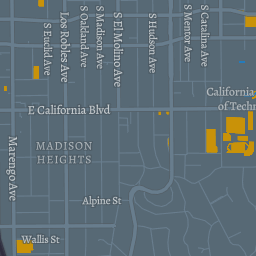 S Euclid Ave
Los Robles Ave
S Oakland Ave
S Madison Ave
S El Molino Ave
S Hudson Ave
S Mentor Ave
S Catalina Ave
California
of Techn
E California Blvd
MADISON
HEIGHTS
Marengo Ave
Alpine St
Wallis St